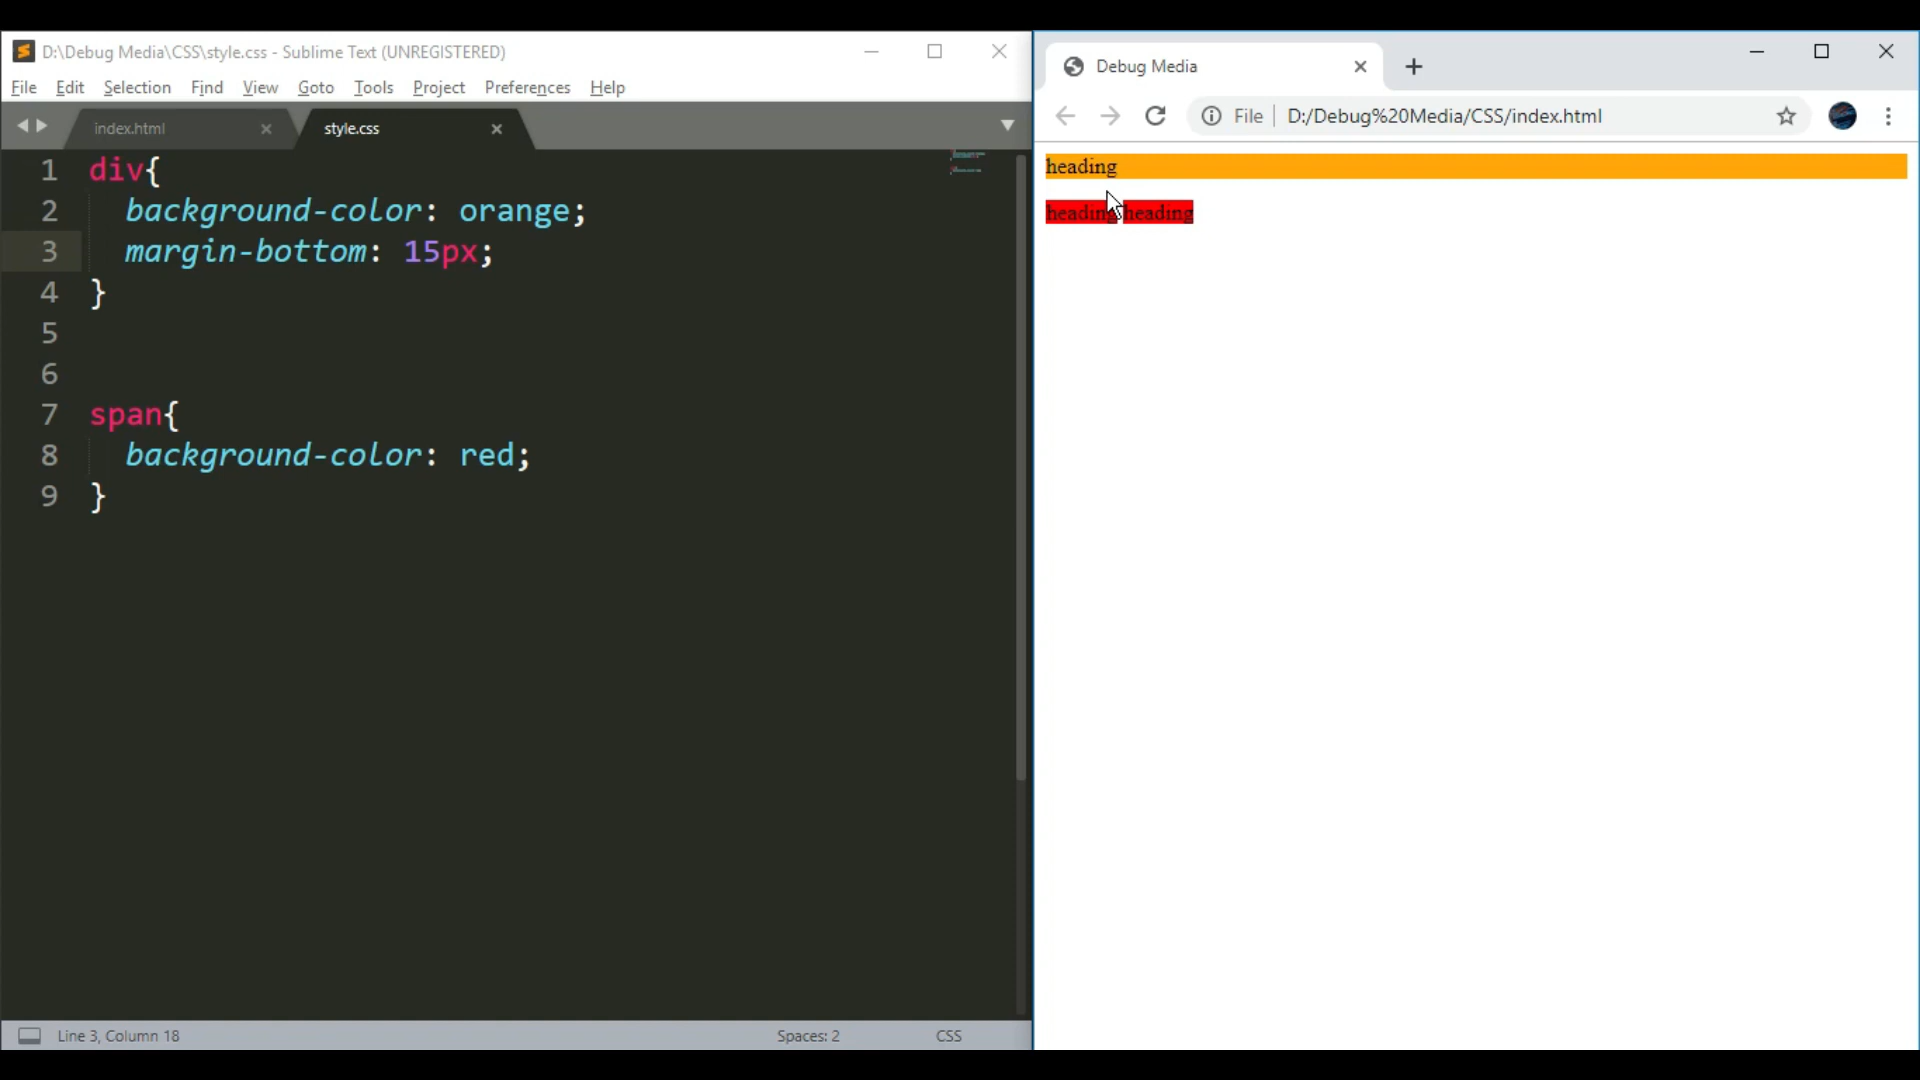 D:\Debug Media\CSS\style.css - Sublime Text (UNREGISTERED)
File Edit Selection Find View Goto Tools Project Preferences Help
index.html
style.css
1 div{
2 background-color: orange;
3 margin-bottom: 15px;
4 }
5
6
7 span{
8 background-color: red;
9 }
Line 3, Column 18
Spaces: 2
CSS
Debug Media
File
D:/Debug%20Media/CSS/index.html
heading
heading heading